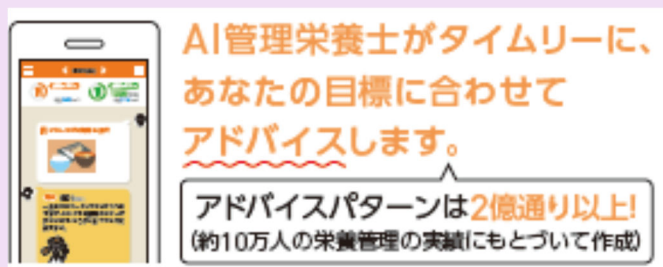 AI管理栄養士がタイムリーに、
あなたの目標に合わせて
アドバイスします。
アドバイスパターンは2億通り以上!
(約10万人の栄養管理の実績にもとづいて作成)